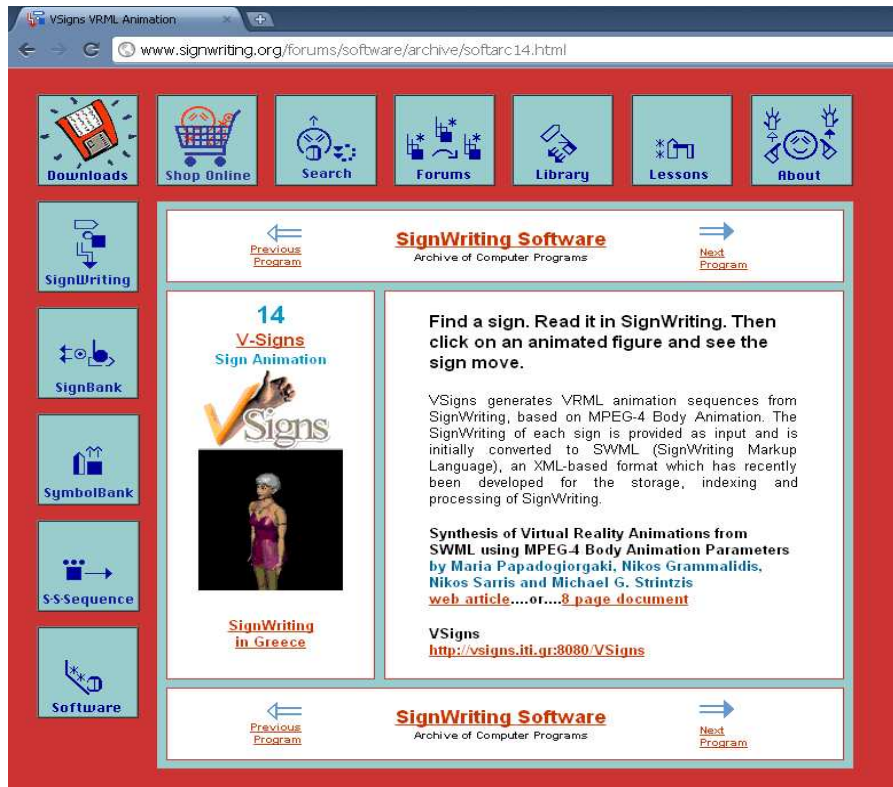 VSigns VRML Animation
www.signwriting.org/forums/software/archive/softarc14.html
Downloads
Shop Online
Search
Forums
Library
Lessons
About
SignWriting
SignBank
SymbolBank
S-S-Sequence
Software
Previous
Program
SignWriting Software
Archive of Computer Programs
Next
Program
14
V-Signs
Sign Animation
VSigns
SignWriting
in Greece
Find a sign. Read it in SignWriting. Then
click on an animated figure and see the
sign move.
VSigns generates VRML animation sequences from
SignWriting, based on MPEG-4 Body Animation. The
SignWriting of each sign is provided as input and is
initially converted to SWML (SignWriting Markup
Language), an XML-based format which has recently
been developed for the storage, indexing and
processing of SignWriting.
Synthesis of Virtual Reality Animations from
SWML using MPEG-4 Body Animation Parameters
by Maria Papadogiorgaki, Nikos Grammalidis,
Nikos Sarris and Michael G. Strintzis
web article....or....8 page document
VSigns
http://vsigns.iti.gr:8080/VSigns
Previous
Program
SignWriting Software
Archive of Computer Programs
Next
Program